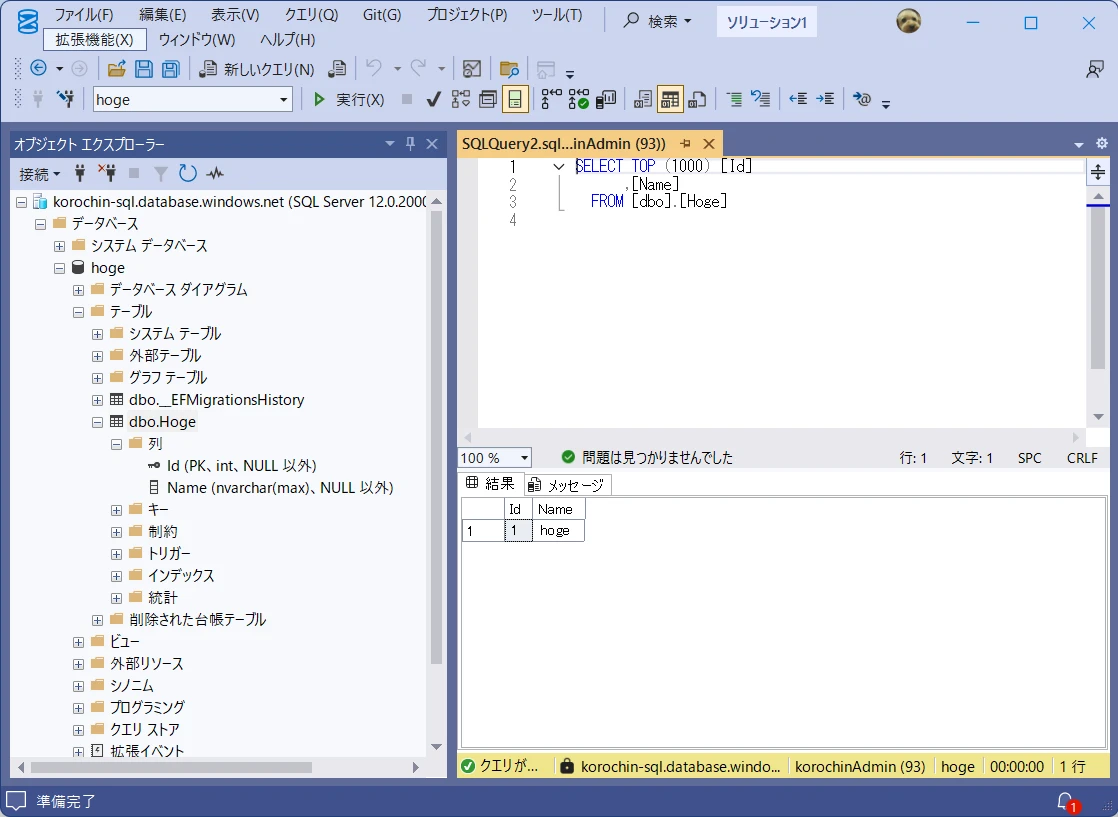 ファイル(F) 編集(E) 表示(V) クエリ(Q) Git(G) プロジェクト(P) ツール(T) 検索 ソリューション1
拡張機能(X) ウィンドウ(W) ヘルプ(H)
新しいクエリ(N)
hoge 実行(X)
オブジェクト エクスプローラー
接続
korochin-sql.database.windows.net (SQL Server 12.0.2000
データベース
システム データベース
hoge
データベース ダイアグラム
テーブル
システム テーブル
外部テーブル
グラフ テーブル
dbo.__EFMigrationsHistory
dbo.Hoge
列
Id (PK、int、NULL 以外)
Name (nvarchar(max)、NULL 以外)
キー
制約
トリガー
インデックス
統計
削除された台帳テーブル
ビュー
外部リソース
シノニム
プログラミング
クエリ ストア
拡張イベント
SQLQuery2.sql...inAdmin (93))
1 SELECT TOP (1000) [Id]
2 ,[Name]
3 FROM [dbo].[Hoge]
4
100 % 問題は見つかりませんでした 行: 1 文字: 1 SPC CRLF
結果 メッセージ
Id Name
1 1 hoge
クエリが... korochin-sql.database.windo... korochinAdmin (93) hoge 00:00:00 1 行
準備完了 1